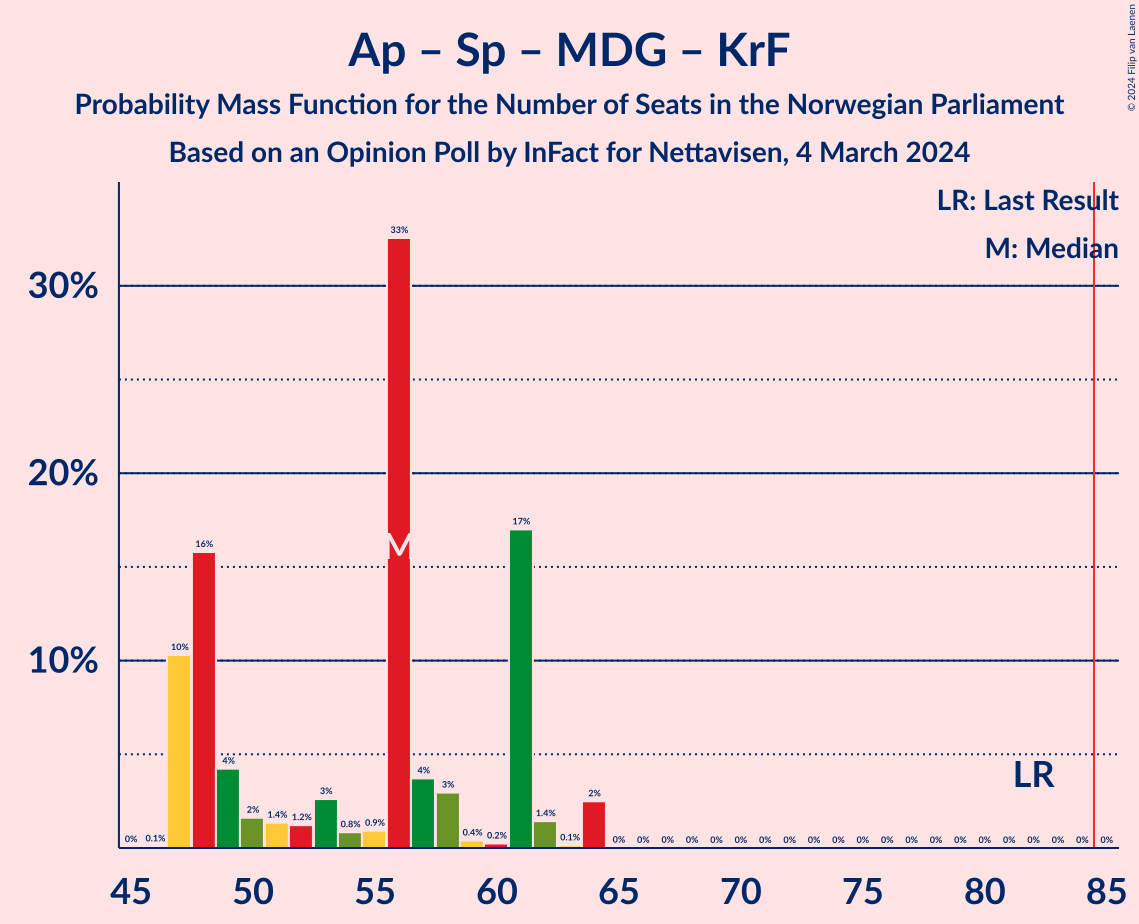 Ap – Sp – MDG – KrF
Probability Mass Function for the Number of Seats in the Norwegian Parliament
Based on an Opinion Poll by InFact for Nettavisen, 4 March 2024
© 2024 Filip van Laenen
LR: Last Result
M: Median
30%
20%
10%
0% 0.1% 10% 16% 4% 2% 1.4% 1.2% 3% 0.8% 0.9% 33% 4% 3% 0.4% 0.2% 17% 1.4% 0.1% 2% 0% 0% 0% 0% 0% 0% 0% 0% 0% 0% 0% 0% 0% 0% 0% 0% 0% 0% 0% 0% 0%
M
LR
45 50 55 60 65 70 75 80 85